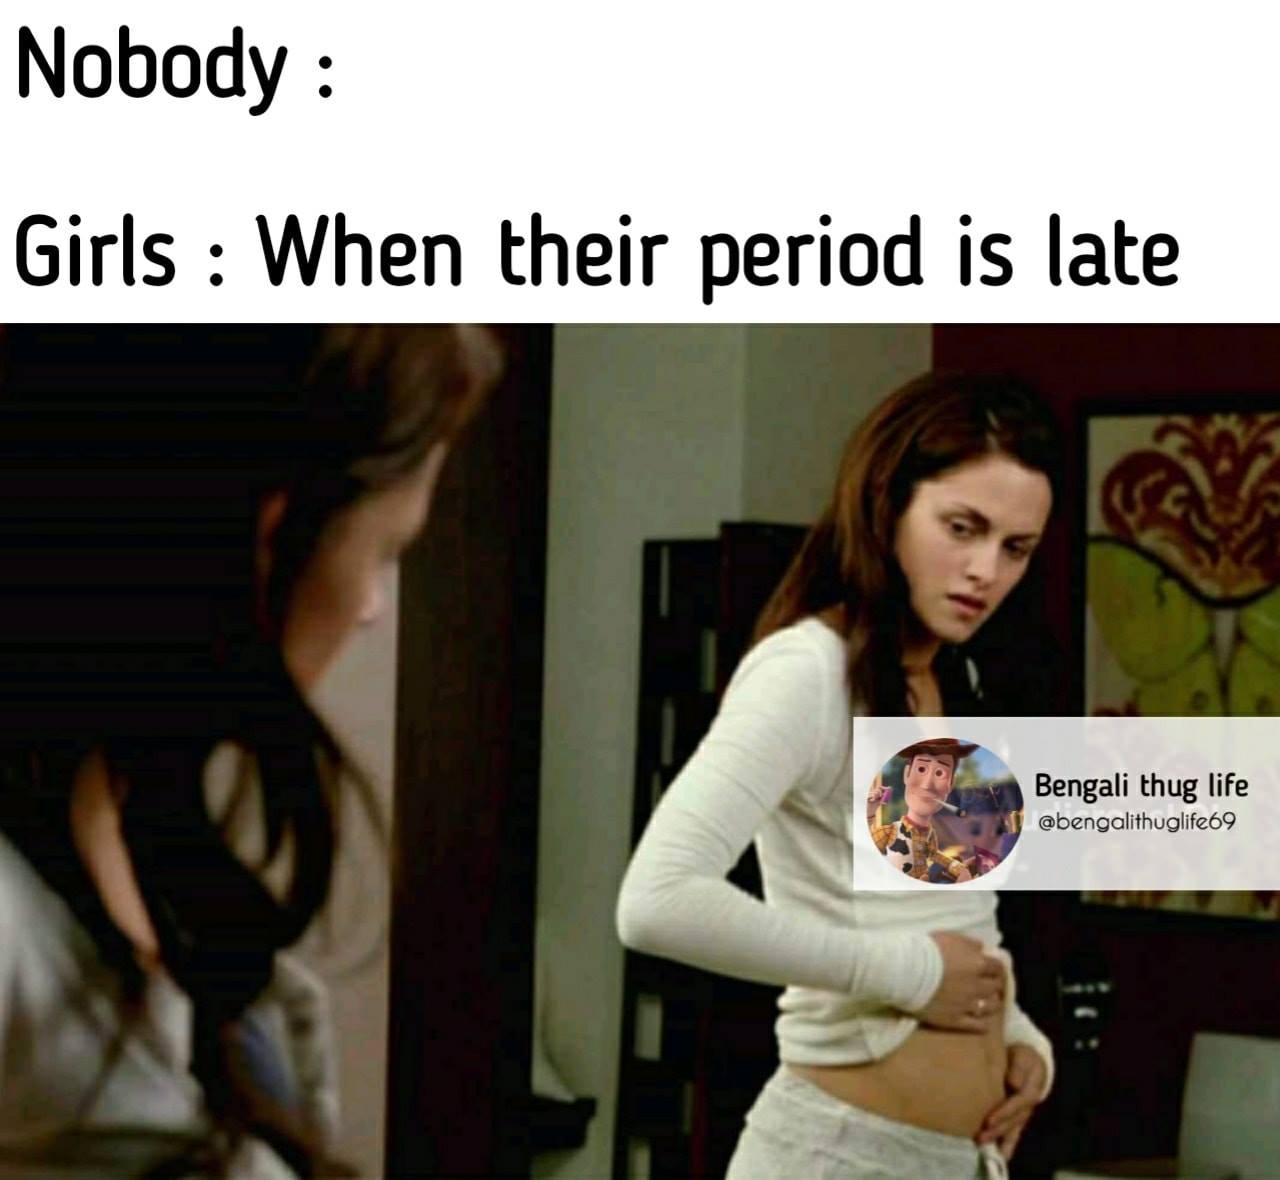 Nobody :
Girls : When their period is late
Bengali thug life
@bengalithuglife69